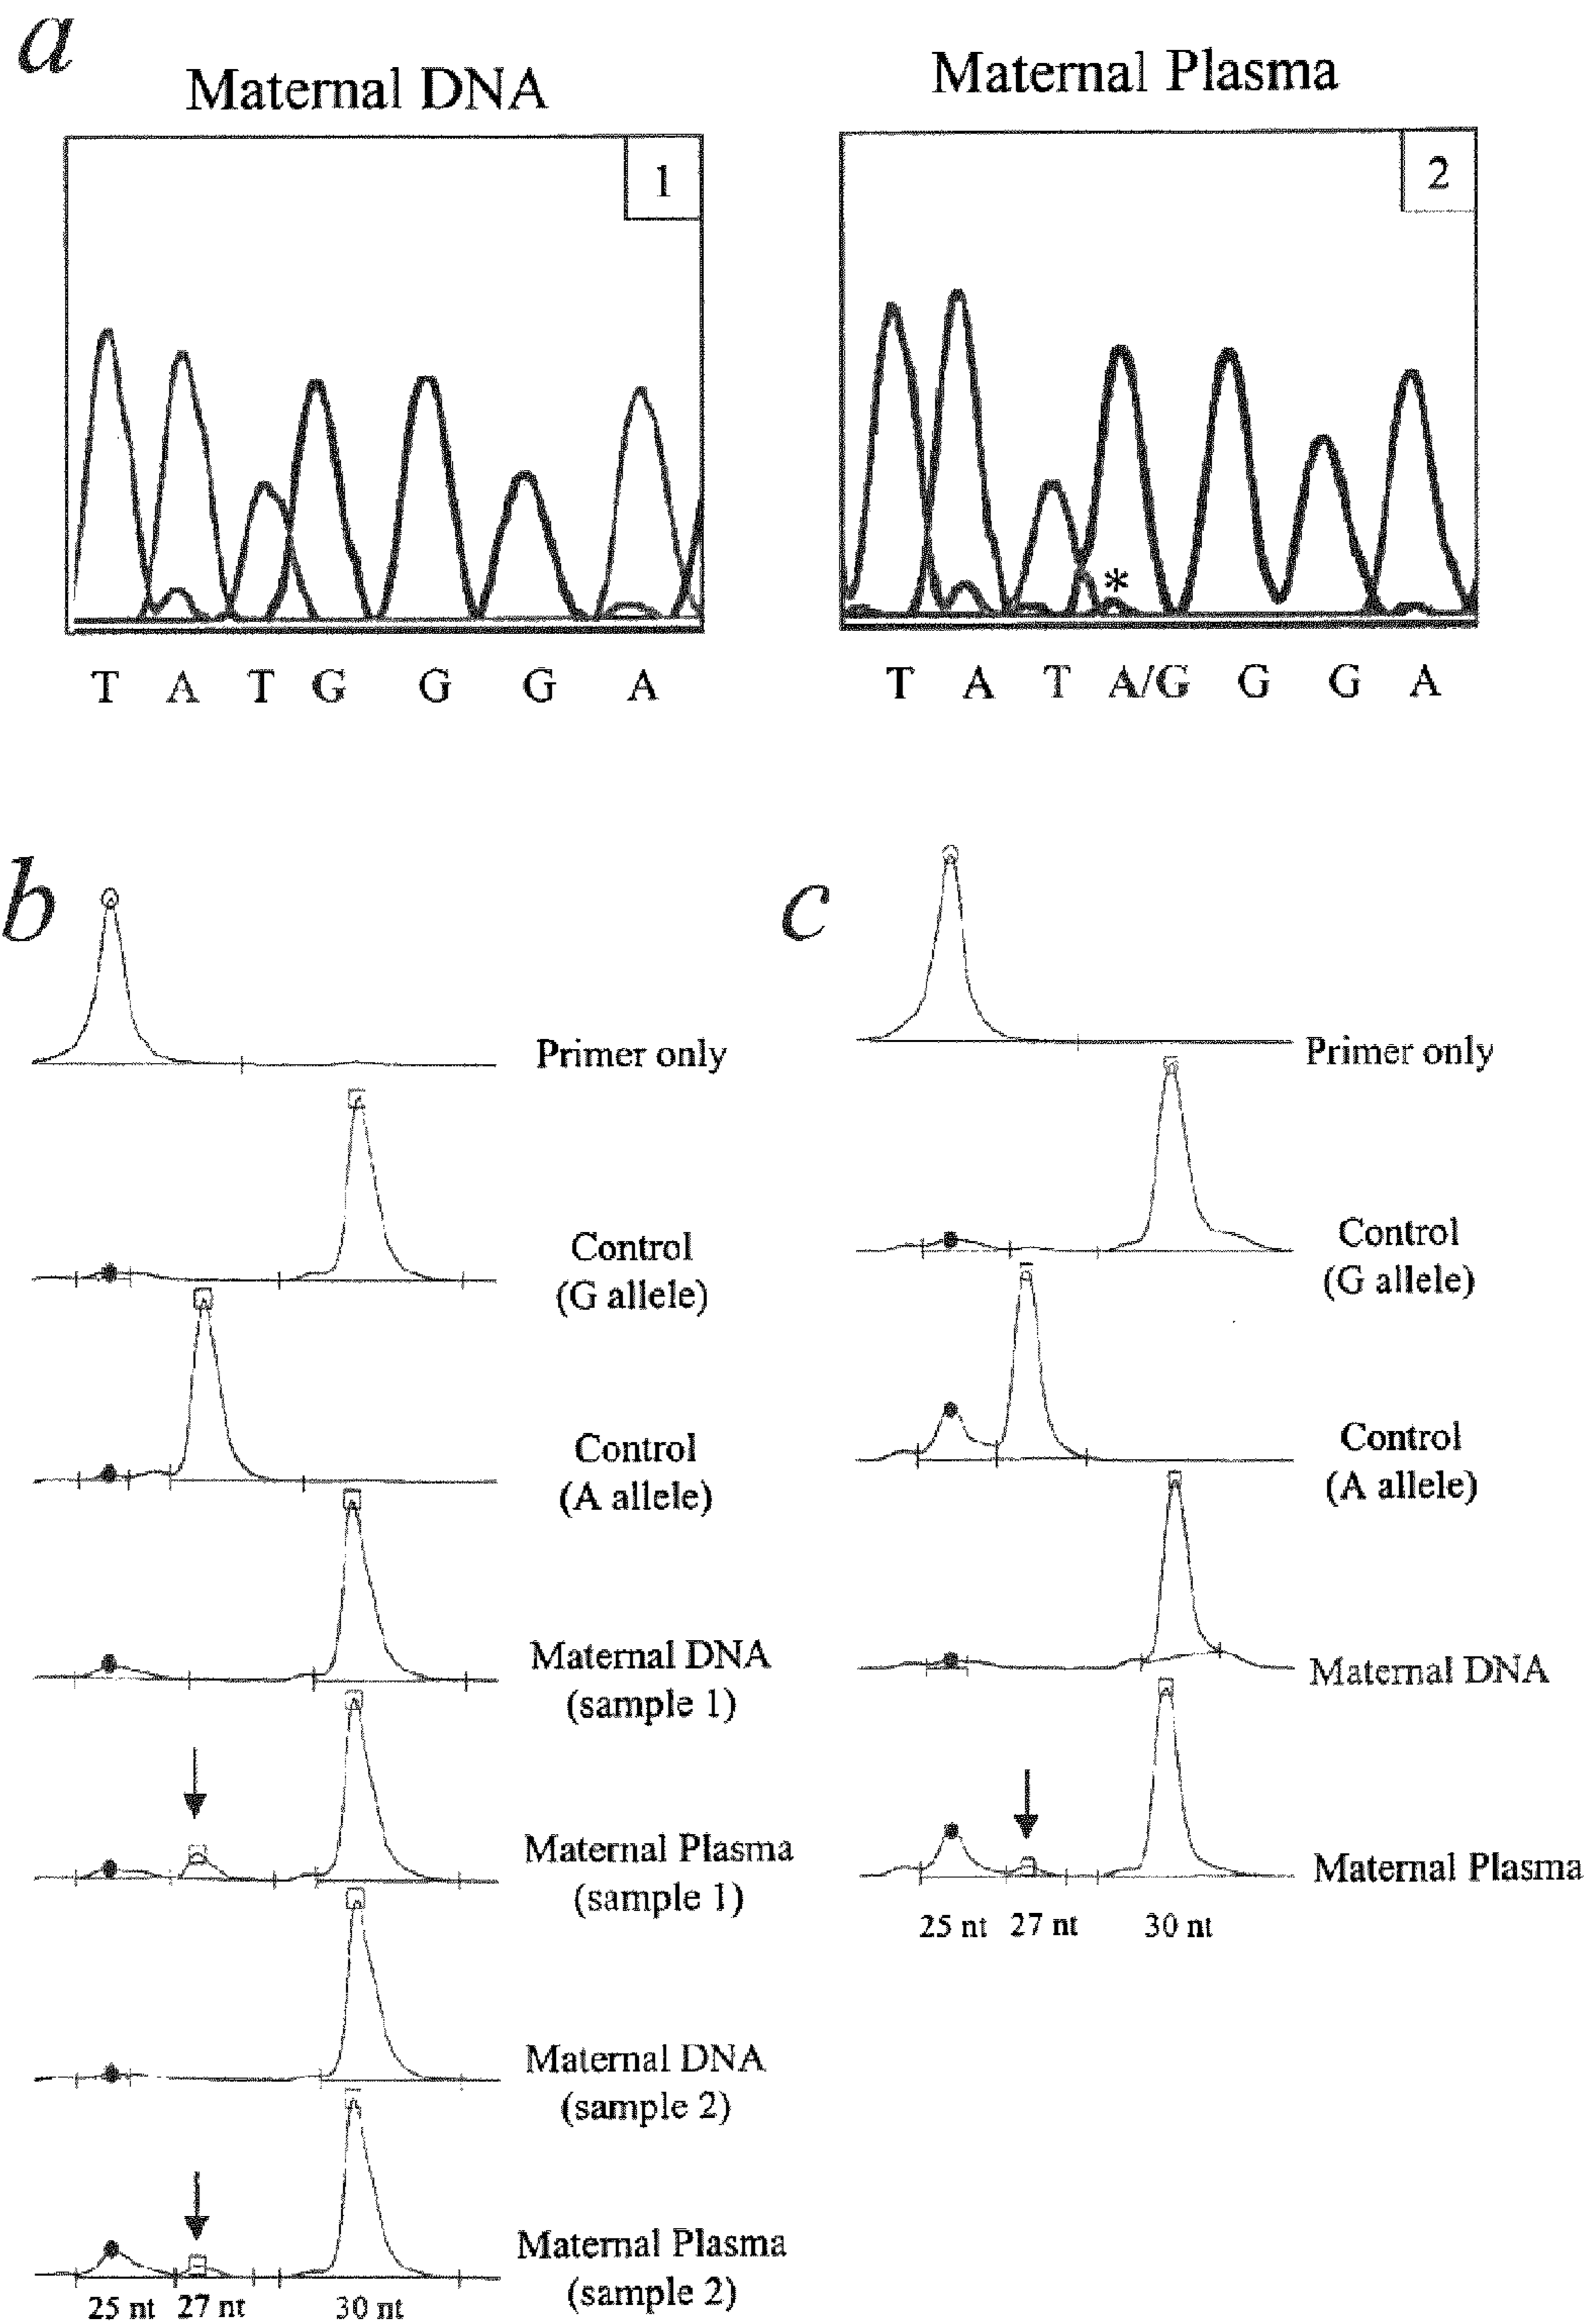 a
Maternal DNA
Maternal Plasma
1
2
T A T G G G A
T A T A/G G G A
*
b
Primer only
Control
(G allele)
Control
(A allele)
Maternal DNA
(sample 1)
Maternal Plasma
(sample 1)
Maternal DNA
(sample 2)
Maternal Plasma
(sample 2)
25 nt 27 nt 30 nt
c
Primer only
Control
(G allele)
Control
(A allele)
Maternal DNA
Maternal Plasma
25 nt 27 nt 30 nt